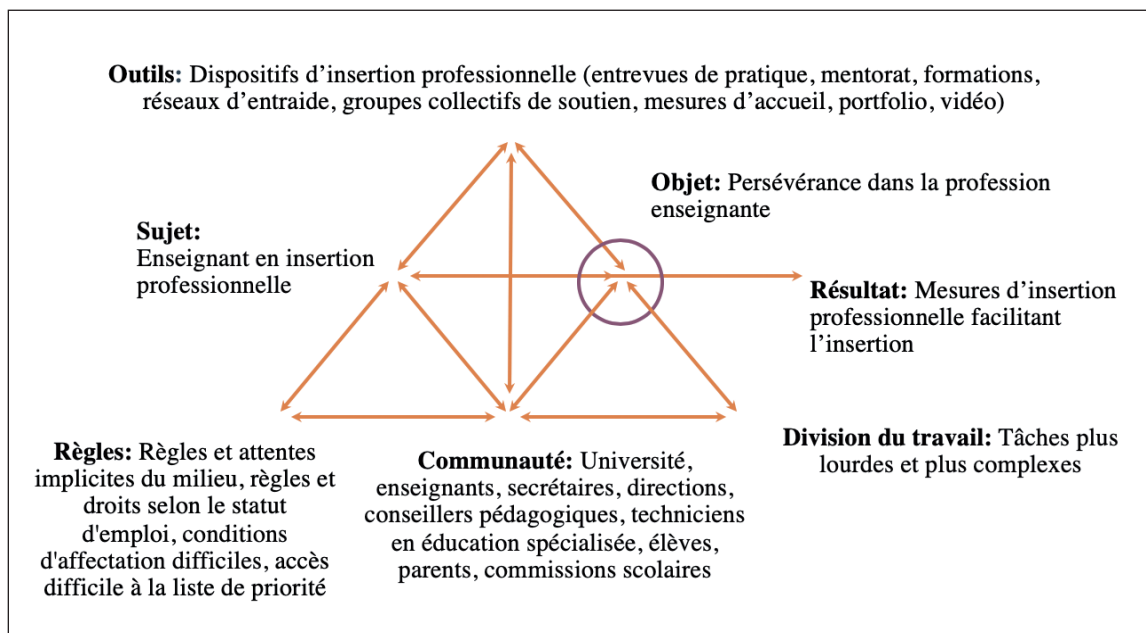 Outils: Dispositifs d’insertion professionnelle (entrevues de pratique, mentorat, formations,
réseaux d’entraide, groupes collectifs de soutien, mesures d’accueil, portfolio, vidéo)
Objet: Persévérance dans la profession
enseignante
Sujet:
Enseignant en insertion
professionnelle
Résultat: Mesures d’insertion
professionnelle facilitant
l’insertion
Règles: Règles et attentes
implicites du milieu, règles et
droits selon le statut
d'emploi, conditions
d'affectation difficiles, accès
difficile à la liste de priorité
Communauté: Université,
enseignants, secrétaires, directions,
conseillers pédagogiques, techniciens
en éducation spécialisée, élèves,
parents, commissions scolaires
Division du travail: Tâches plus
lourdes et plus complexes